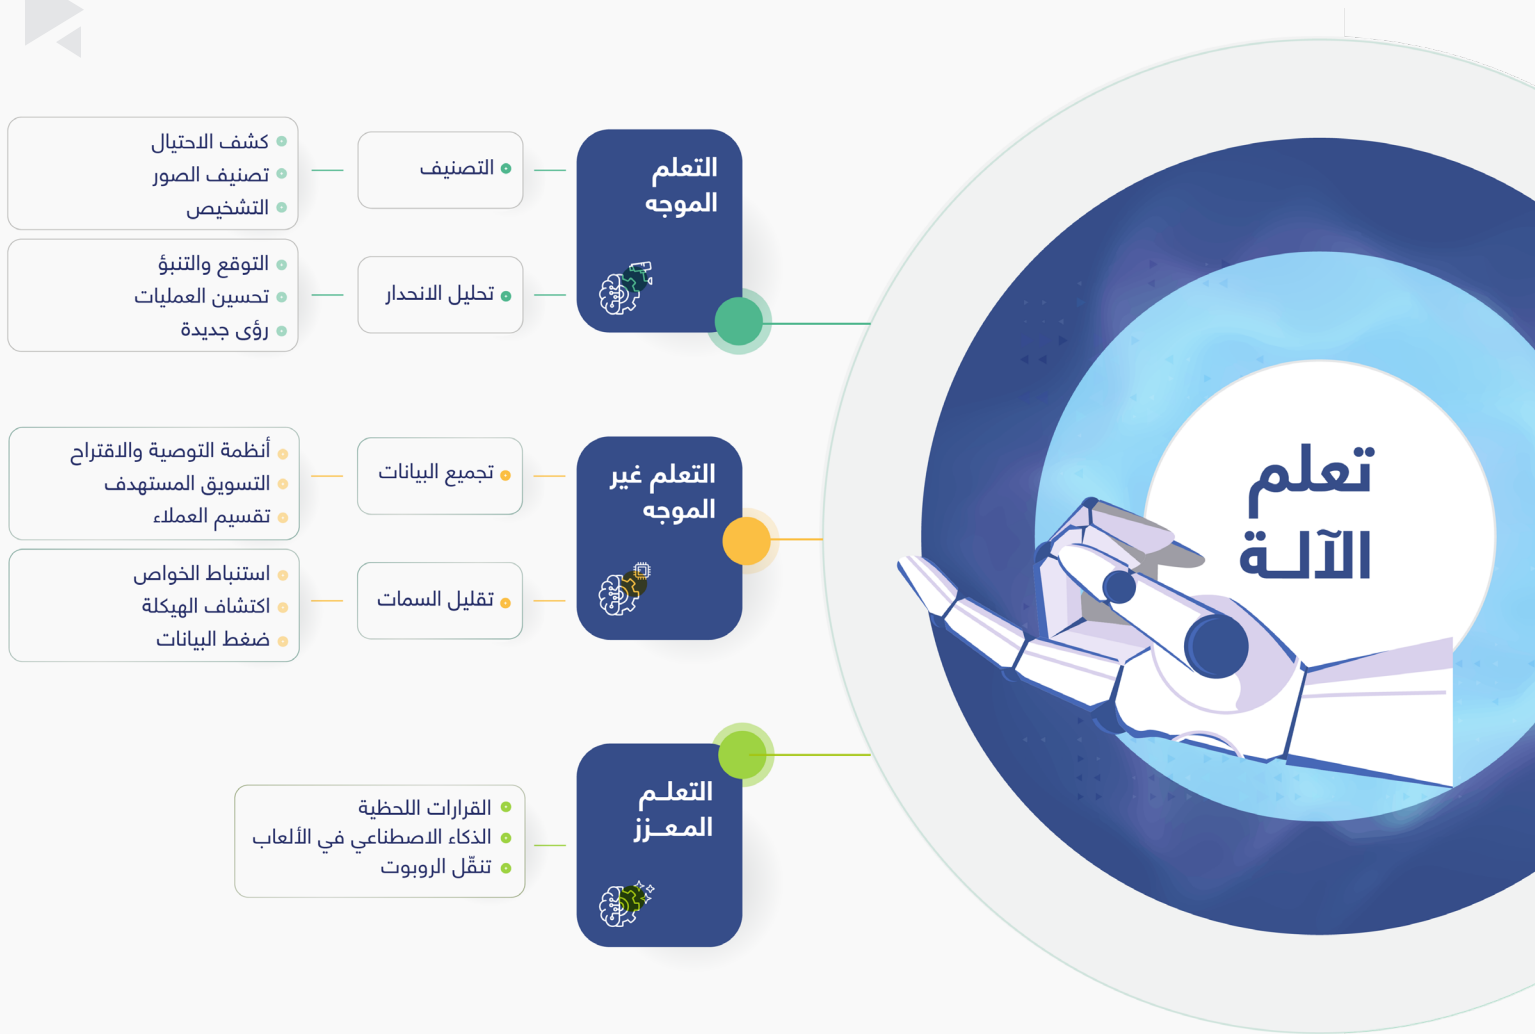 تعلم
الآلـة
التعلم
الموجه
التصنيف
كشف الاحتيال
تصنيف الصور
التشخيص
تحليل الانحدار
التوقع والتنبؤ
تحسين العمليات
رؤى جديدة
التعلم غير
الموجه
تجميع البيانات
أنظمة التوصية والاقتراح
التسويق المستهدف
تقسيم العملاء
تقليل السمات
استنباط الخواص
اكتشاف الهيكلة
ضغط البيانات
التعلـم
المـعـــزز
القرارات اللحظية
الذكاء الاصطناعي في الألعاب
تنقّل الروبوت